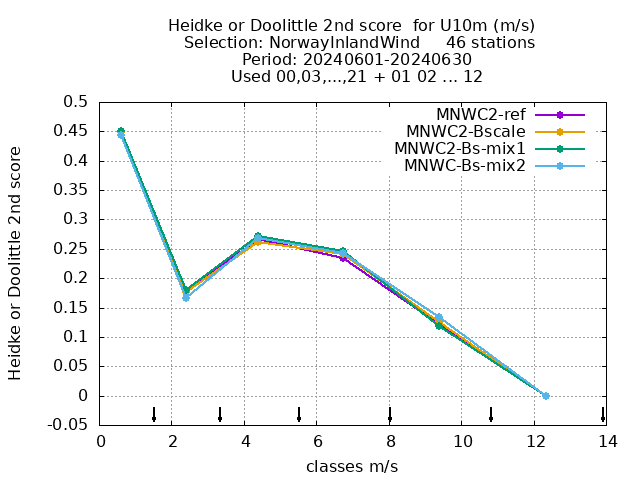 Heidke or Doolittle 2nd score  for U10m (m/s)
Selection: NorwayInlandWind     46 stations
Period: 20240601-20240630
Used 00,03,...,21 + 01 02 ... 12
MNWC2-ref
MNWC2-Bscale
MNWC2-Bs-mix1
MNWC-Bs-mix2
Heidke or Doolittle 2nd score
0.5
0.45
0.4
0.35
0.3
0.25
0.2
0.15
0.1
0.05
0
-0.05
0 2 4 6 8 10 12 14
classes m/s